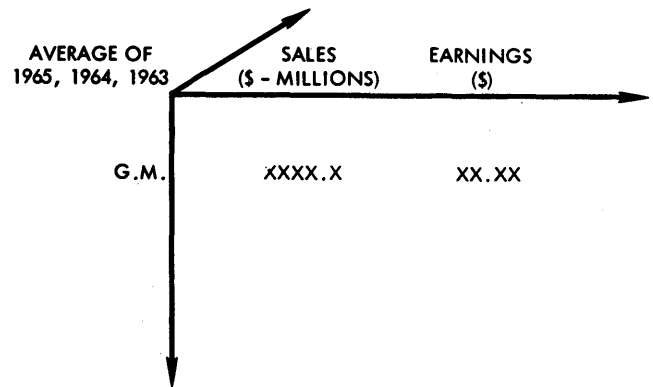 AVERAGE OF
1965, 1964, 1963
SALES
($ - MILLIONS)
EARNINGS
($)
G.M. XXXX.X XX.XX